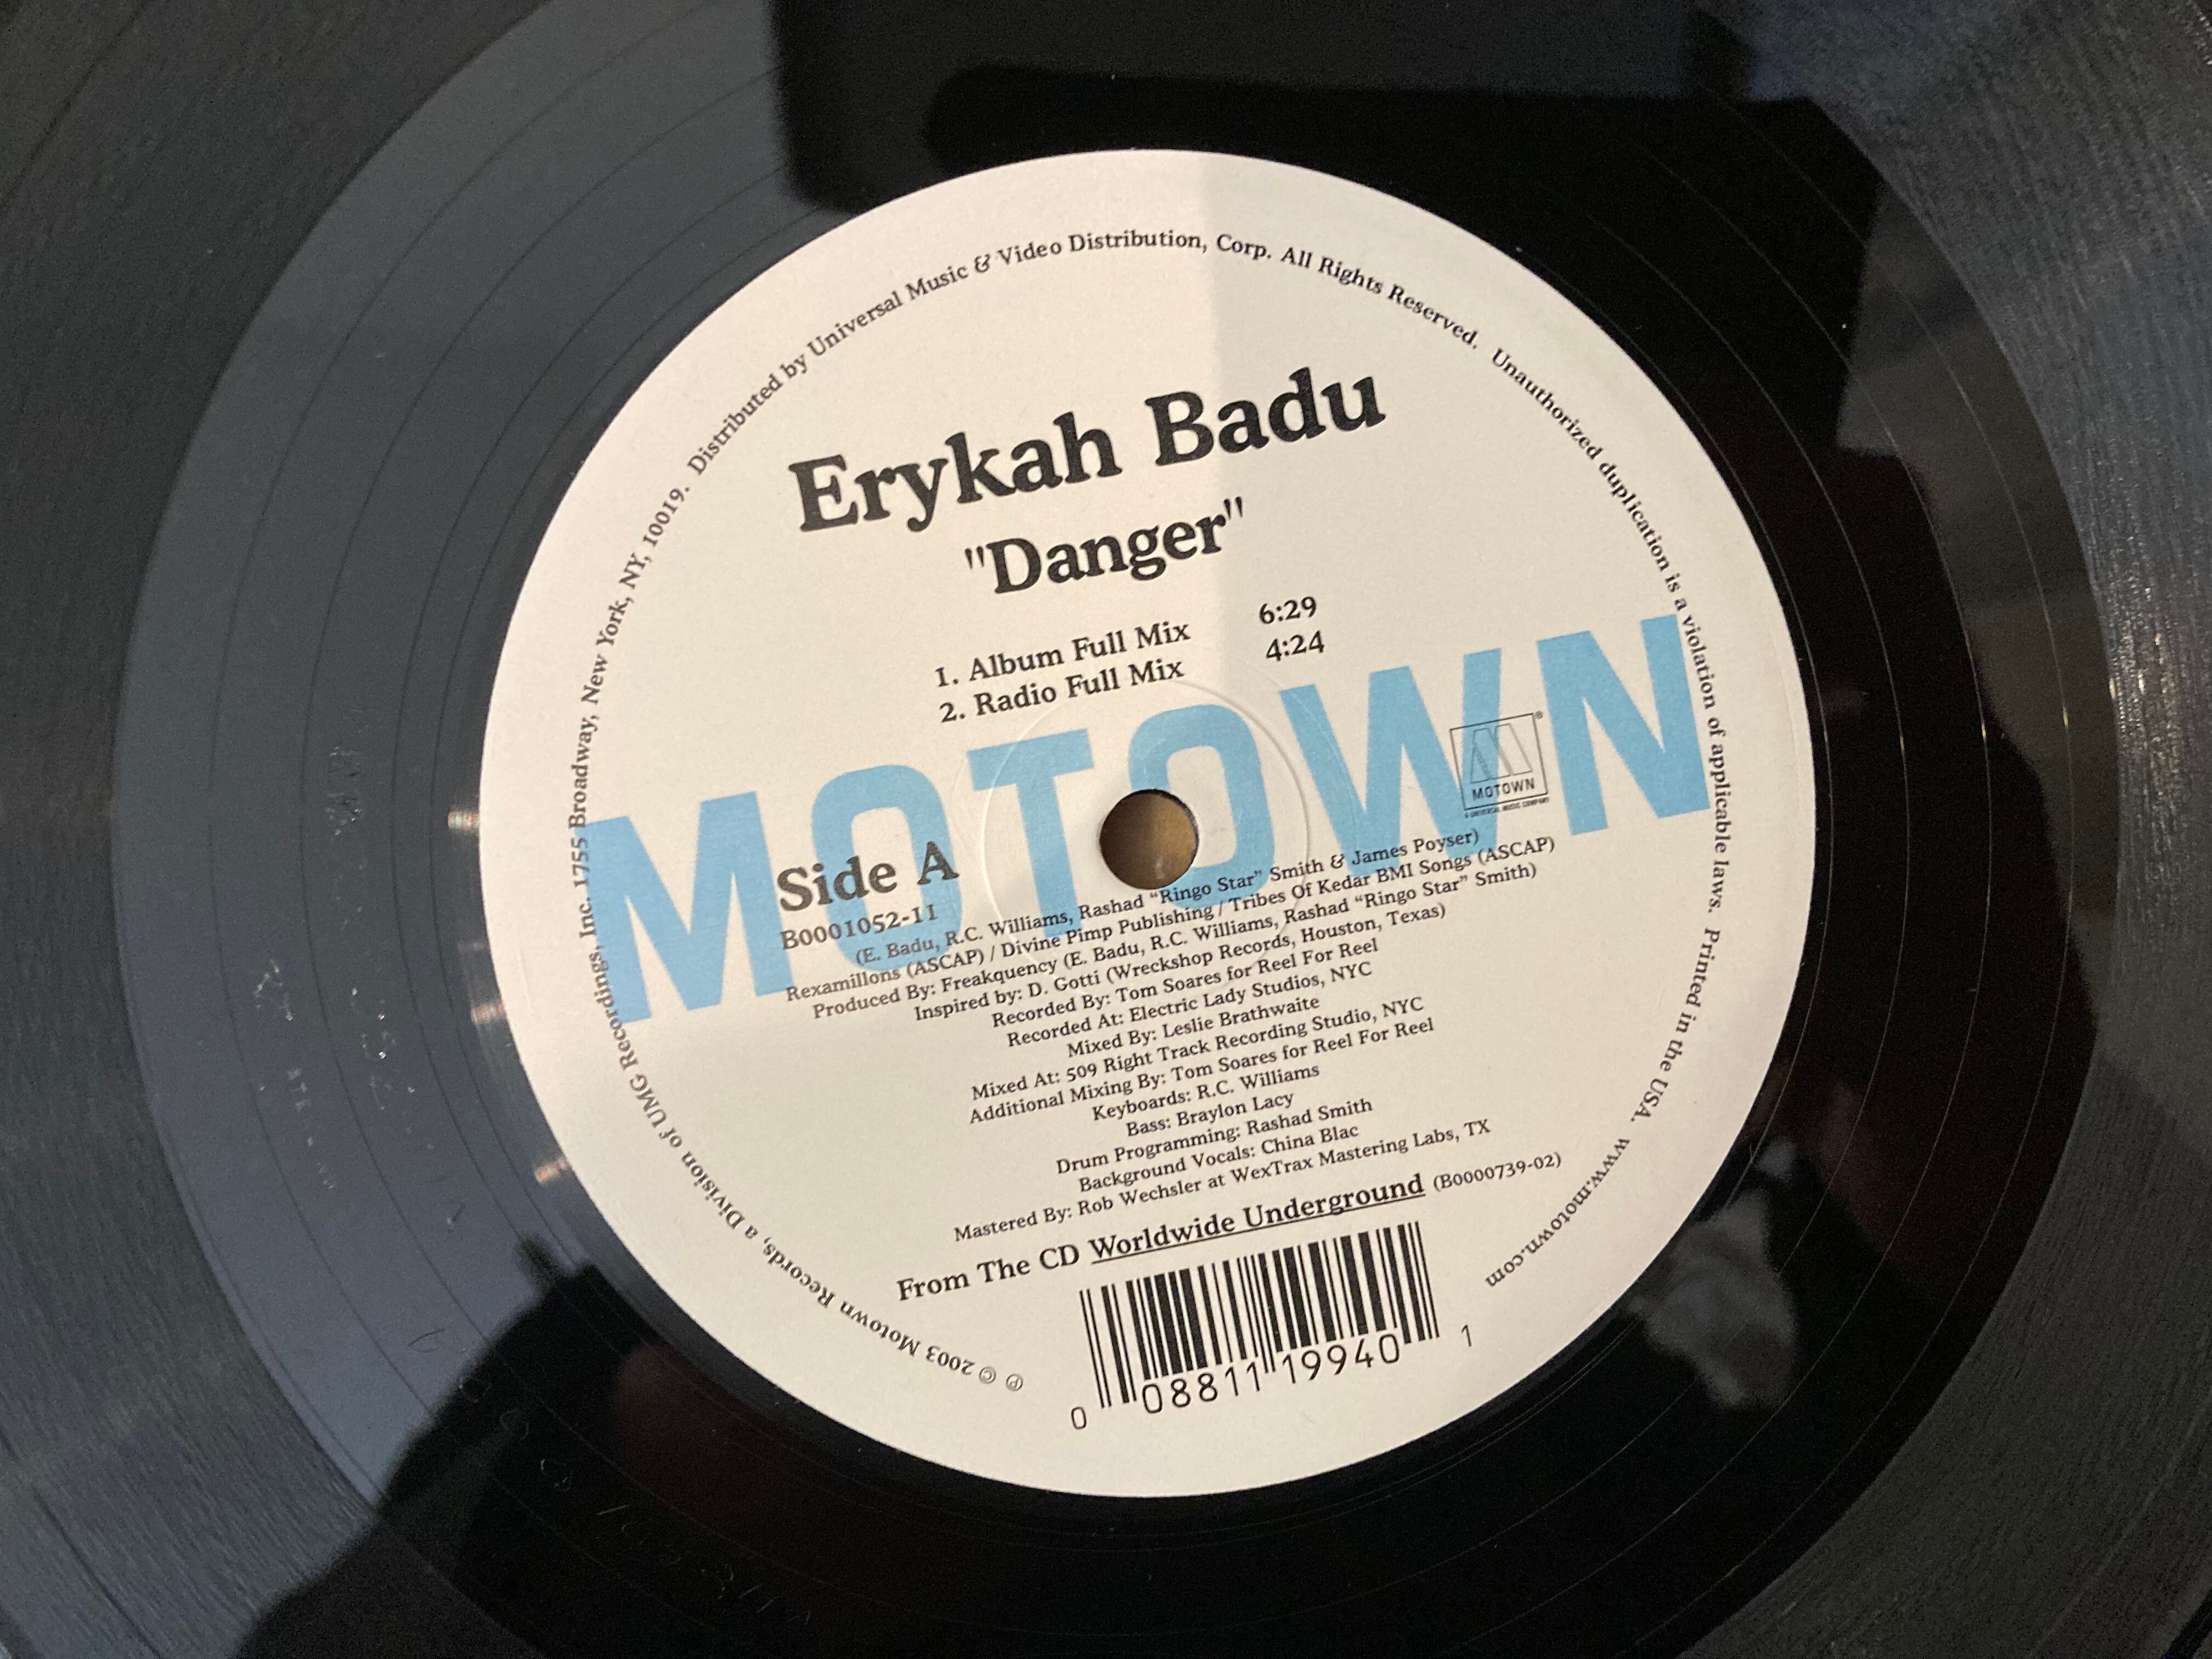 Erykah Badu
"Danger"
1. Album Full Mix 6:29
2. Radio Full Mix 4:24
MOTOWN
® MOTOWN
A UNIVERSAL MUSIC COMPANY
Side A
B0001052-11
(E. Badu, R.C. Williams, Rashad “Ringo Star” Smith & James Poyser)
Rexamillons (ASCAP) / Divine Pimp Publishing / Tribes Of Kedar BMI Songs (ASCAP)
Produced By: Freakquency (E. Badu, R.C. Williams, Rashad “Ringo Star” Smith)
Inspired by: D. Gotti (Wreckshop Records, Houston, Texas)
Recorded By: Tom Soares for Reel For Reel
Recorded At: Electric Lady Studios, NYC
Mixed By: Leslie Brathwaite
Mixed At: 509 Right Track Recording Studio, NYC
Additional Mixing By: Tom Soares for Reel For Reel
Keyboards: R.C. Williams
Bass: Braylon Lacy
Drum Programming: Rashad Smith
Background Vocals: China Blac
Mastered By: Rob Wechsler at WexTrax Mastering Labs, TX
From The CD Worldwide Underground (B0000739-02)
0 08811 19940 1
℗ © 2003 Motown Records, a Division of UMG Recordings, Inc. 1755 Broadway, New York, NY, 10019. Distributed by Universal Music & Video Distribution, Corp. All Rights Reserved. Unauthorized duplication is a violation of applicable laws. Printed in the USA. www.motown.com